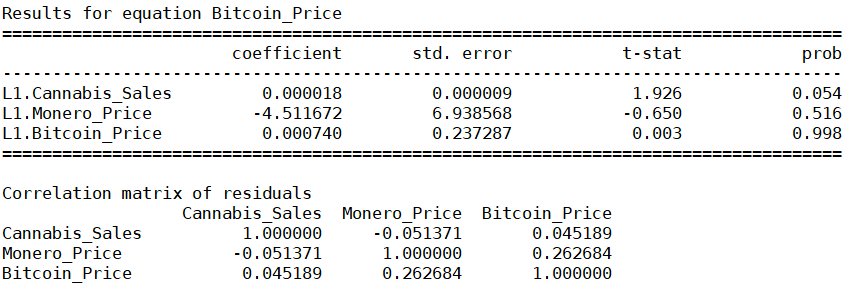 Results for equation Bitcoin_Price
====================================================================================
                       coefficient       std. error           t-stat            prob
------------------------------------------------------------------------------------
L1.Cannabis_Sales         0.000018         0.000009            1.926           0.054
L1.Monero_Price          -4.511672         6.938568           -0.650           0.516
L1.Bitcoin_Price          0.000740         0.237287            0.003           0.998
====================================================================================

Correlation matrix of residuals
                  Cannabis_Sales  Monero_Price  Bitcoin_Price
Cannabis_Sales          1.000000     -0.051371       0.045189
Monero_Price           -0.051371      1.000000       0.262684
Bitcoin_Price           0.045189      0.262684       1.000000